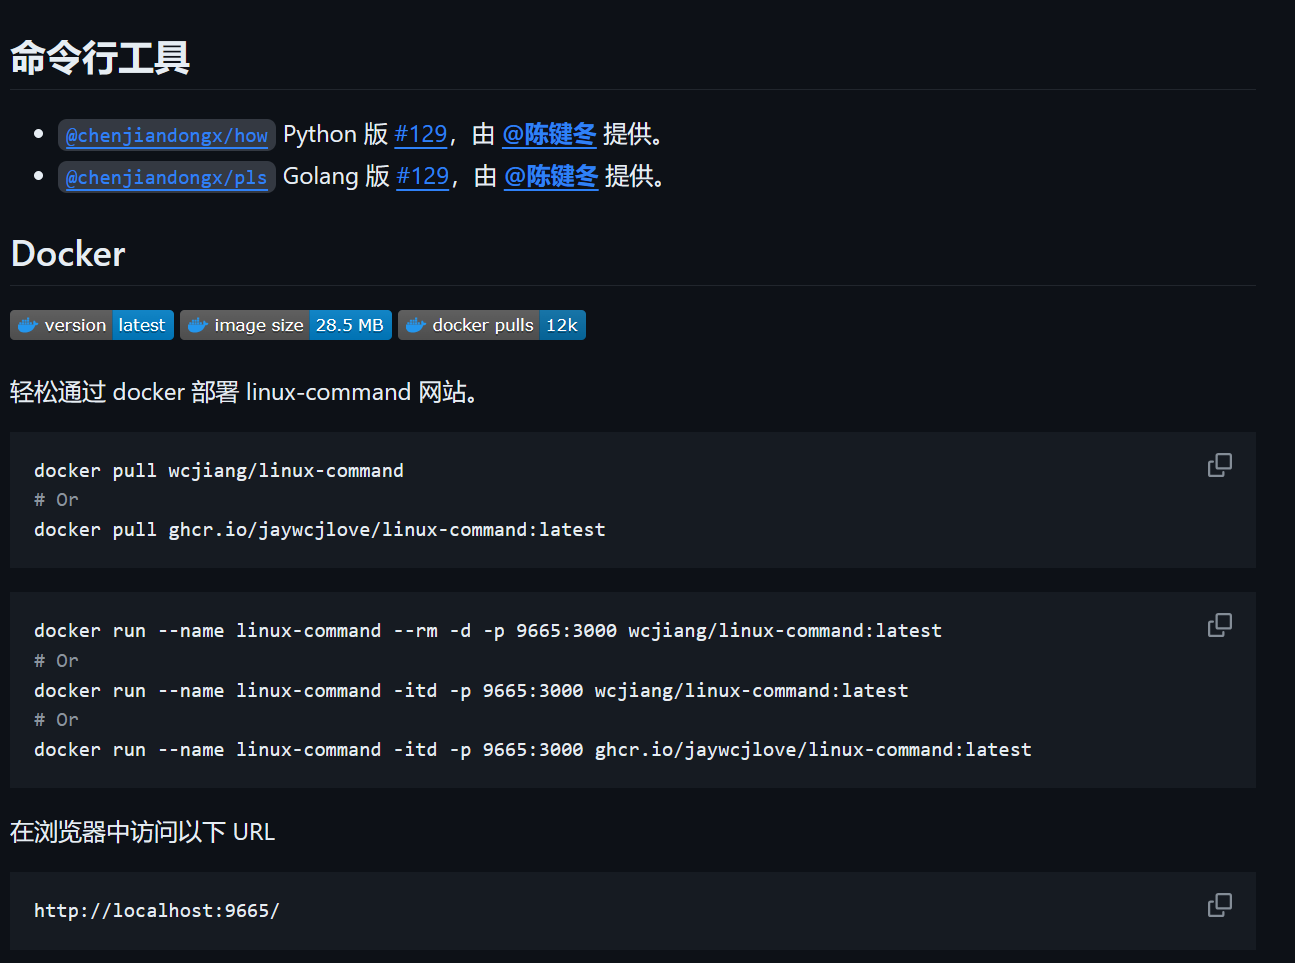 命令行工具
@chenjiandongx/how Python 版 #129，由 @陈键冬 提供。
@chenjiandongx/pls Golang 版 #129，由 @陈键冬 提供。
Docker
version latest image size 28.5 MB docker pulls 12k
轻松通过 docker 部署 linux-command 网站。
docker pull wcjiang/linux-command
# Or
docker pull ghcr.io/jaywcjlove/linux-command:latest
docker run --name linux-command --rm -d -p 9665:3000 wcjiang/linux-command:latest
# Or
docker run --name linux-command -itd -p 9665:3000 wcjiang/linux-command:latest
# Or
docker run --name linux-command -itd -p 9665:3000 ghcr.io/jaywcjlove/linux-command:latest
在浏览器中访问以下 URL
http://localhost:9665/